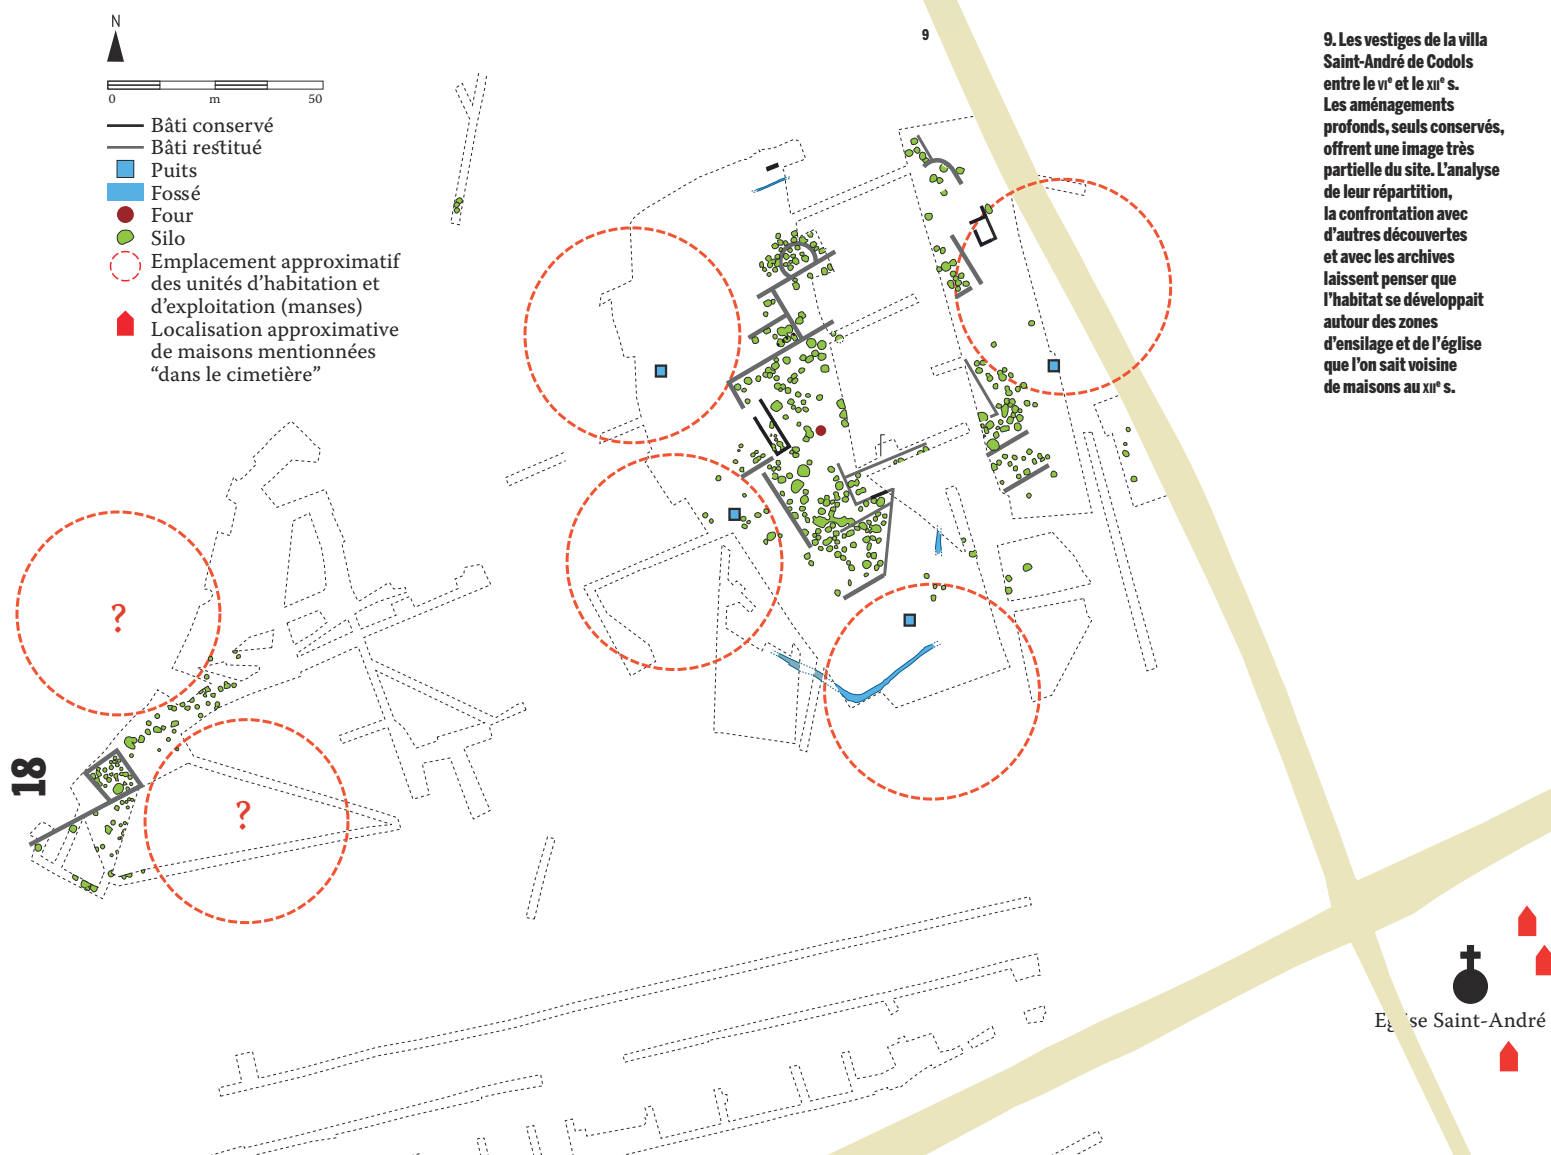 N
0 m 50
Bâti conservé
Bâti restitué
Puits
Fossé
Four
Silo
Emplacement approximatif
des unités d'habitation et
d'exploitation (manses)
Localisation approximative
de maisons mentionnées
“dans le cimetière”
9
9. Les vestiges de la villa
Saint-André de Codols
entre le VIe et le XIIe s.
Les aménagements
profonds, seuls conservés,
offrent une image très
partielle du site. L'analyse
de leur répartition,
la confrontation avec
d'autres découvertes
et avec les archives
laissent penser que
l'habitat se développait
autour des zones
d'ensilage et de l'église
que l'on sait voisine
de maisons au XIIe s.
?
?
18
Eglise Saint-André